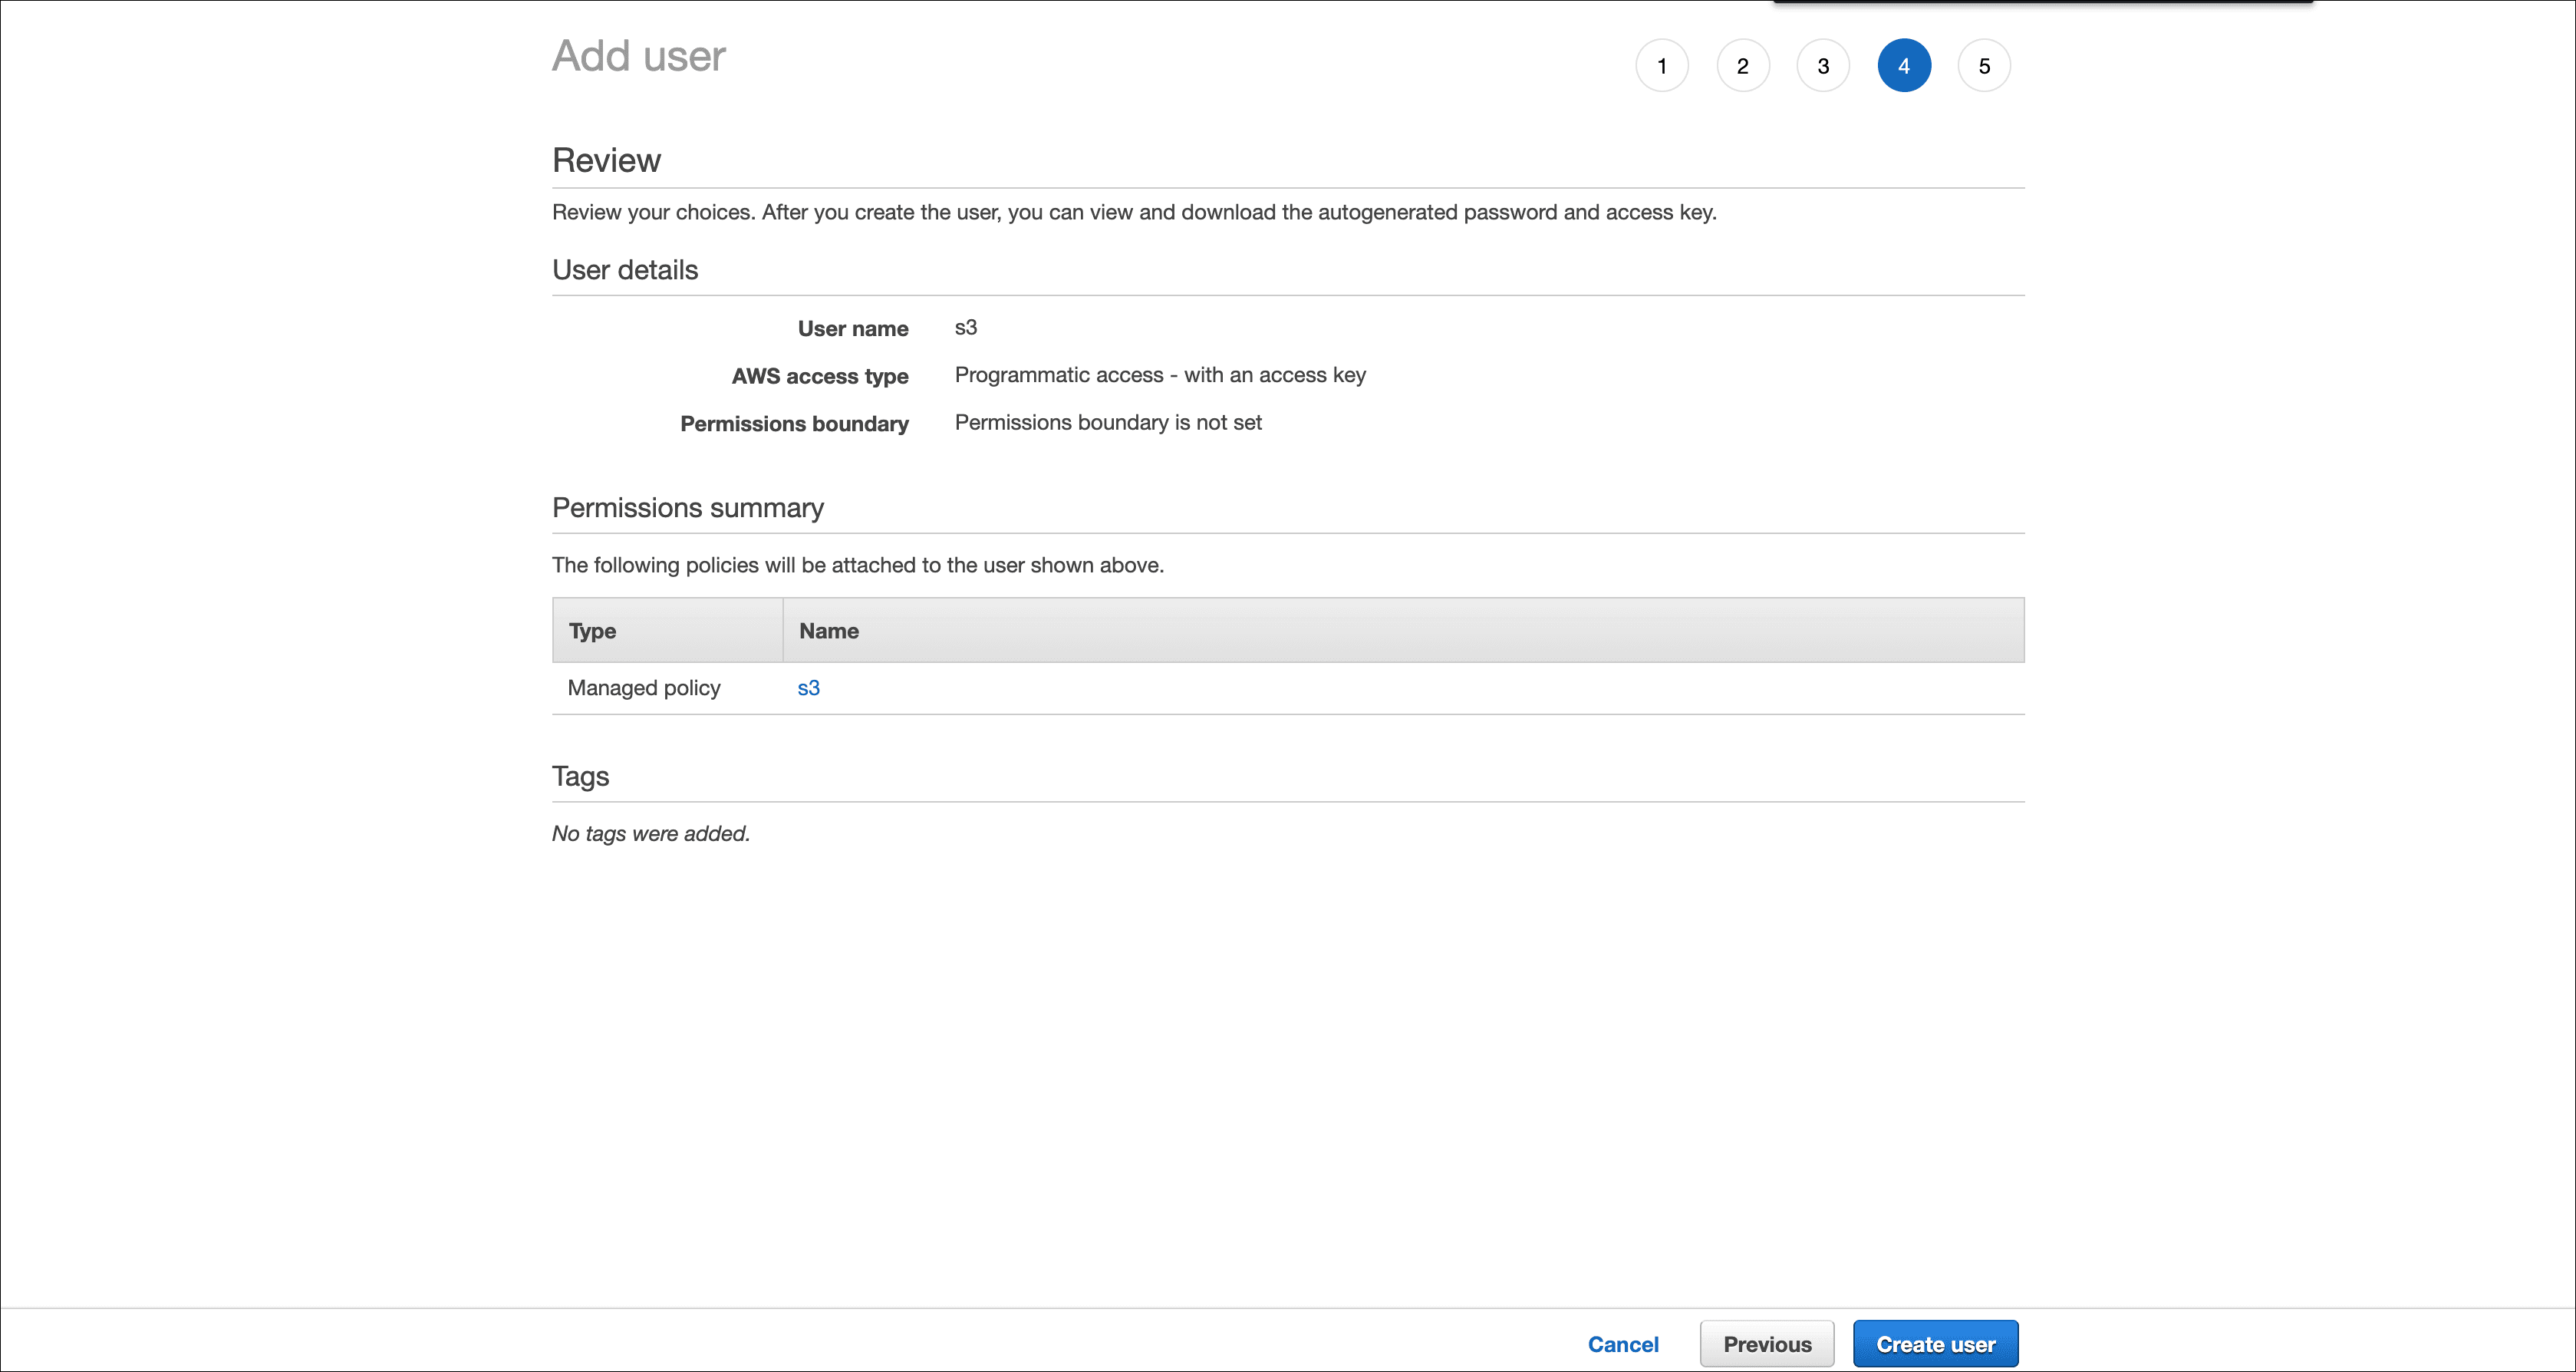 Add user
1 2 3 4 5
Review
Review your choices. After you create the user, you can view and download the autogenerated password and access key.
User details
User name s3
AWS access type Programmatic access - with an access key
Permissions boundary Permissions boundary is not set
Permissions summary
The following policies will be attached to the user shown above.
Type Name
Managed policy s3
Tags
No tags were added.
Cancel Previous Create user